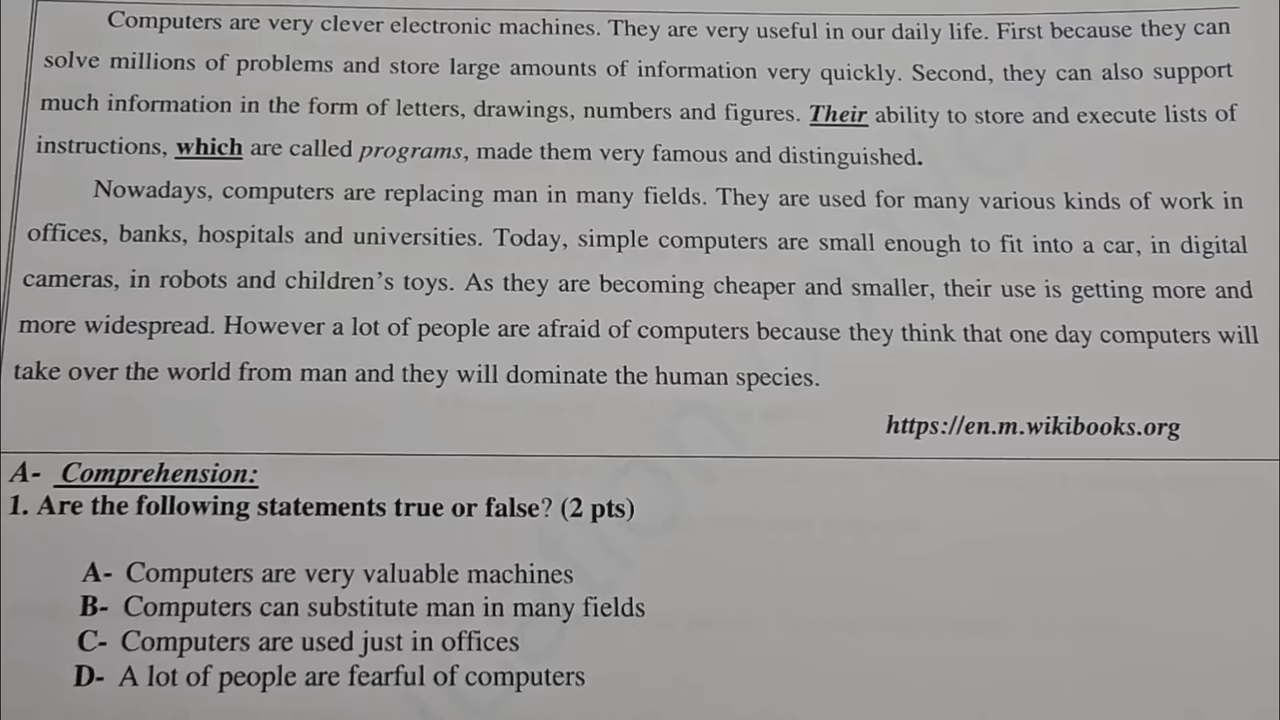 Computers are very clever electronic machines. They are very useful in our daily life. First because they can
solve millions of problems and store large amounts of information very quickly. Second, they can also support
much information in the form of letters, drawings, numbers and figures. Their ability to store and execute lists of
instructions, which are called programs, made them very famous and distinguished.
Nowadays, computers are replacing man in many fields. They are used for many various kinds of work in
offices, banks, hospitals and universities. Today, simple computers are small enough to fit into a car, in digital
cameras, in robots and children's toys. As they are becoming cheaper and smaller, their use is getting more and
more widespread. However a lot of people are afraid of computers because they think that one day computers will
take over the world from man and they will dominate the human species.
https://en.m.wikibooks.org
A- Comprehension:
1. Are the following statements true or false? (2 pts)
A- Computers are very valuable machines
B- Computers can substitute man in many fields
C- Computers are used just in offices
D- A lot of people are fearful of computers